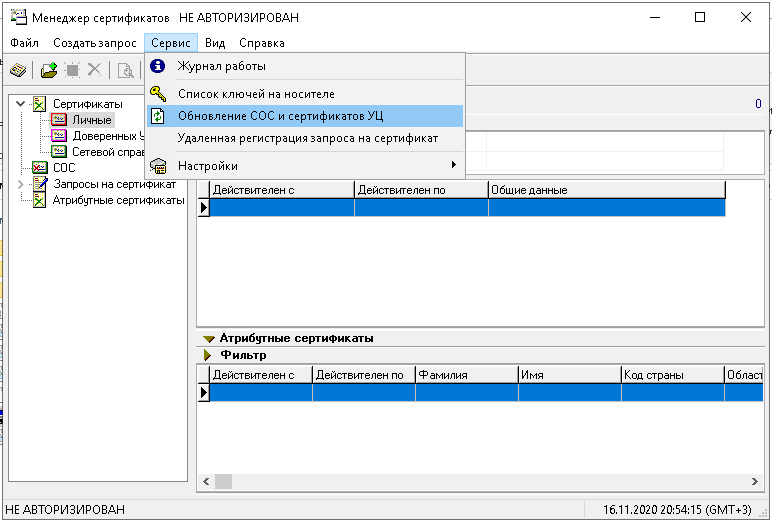 Менеджер сертификатов НЕ АВТОРИЗИРОВАН
Файл Создать запрос Сервис Вид Справка
Журнал работы
Список ключей на носителе
Обновление СОС и сертификатов УЦ
Удаленная регистрация запроса на сертификат
Настройки
Сертификаты
Личные
Доверенных У
Сетевой справ
СОС
Запросы на сертификат
Атрибутные сертификаты
0
Действителен с Действителен по Общие данные
Атрибутные сертификаты
Фильтр
Действителен с Действителен по Фамилия Имя Код страны Област
НЕ АВТОРИЗИРОВАН 16.11.2020 20:54:15 (GMT+3)